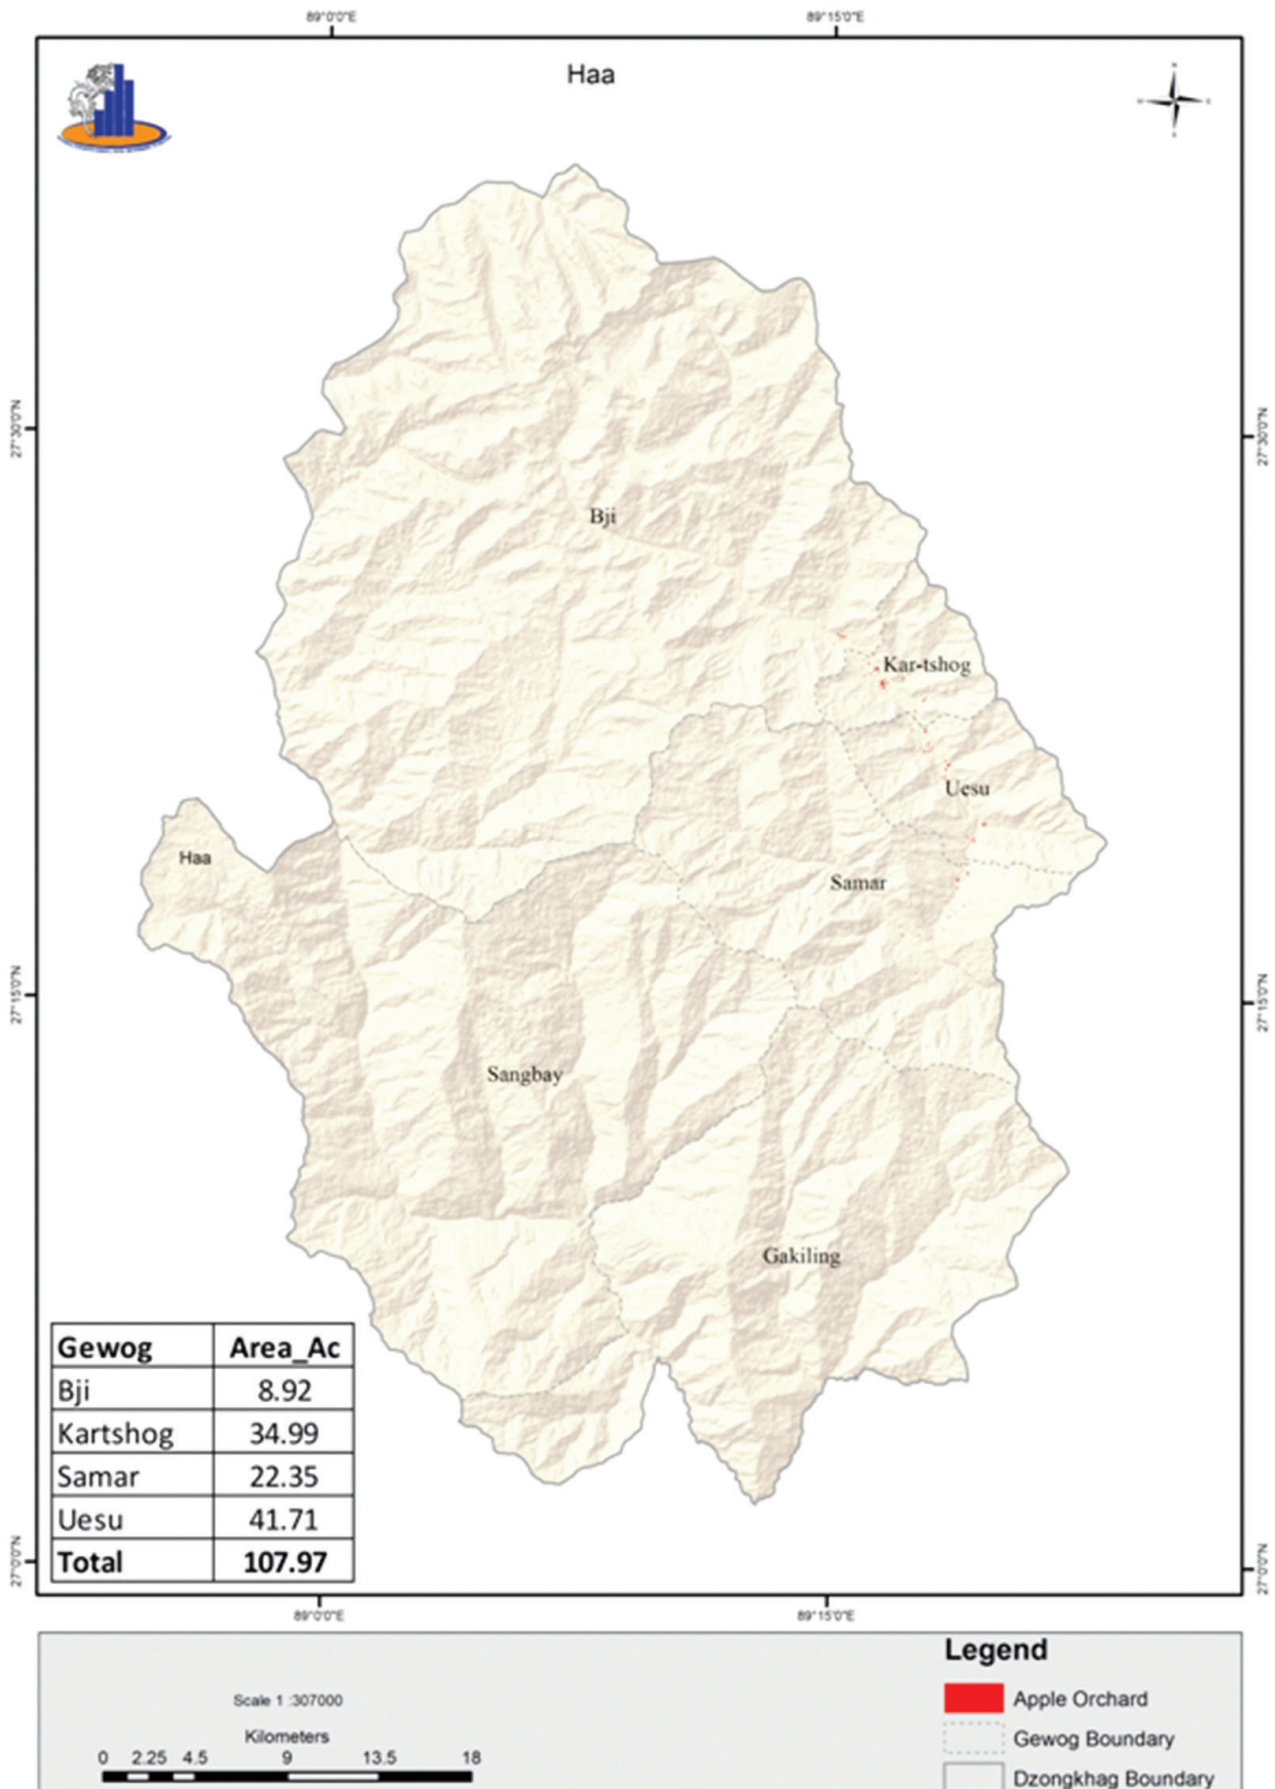 89°0'0"E 89°15'0"E
Haa
N
27°30'0"N 27°30'0"N
Bji
Kar-tshog
Uesu
Haa
Samar
27°15'0"N 27°15'0"N
Sangbay
Gakiling
Gewog Area_Ac
Bji 8.92
Kartshog 34.99
Samar 22.35
Uesu 41.71
Total 107.97
27°0'0"N 27°0'0"N
89°0'0"E 89°15'0"E
Legend
Scale 1 :307000
Apple Orchard
Kilometers
Gewog Boundary
0 2.25 4.5 9 13.5 18
Dzongkhag Boundary